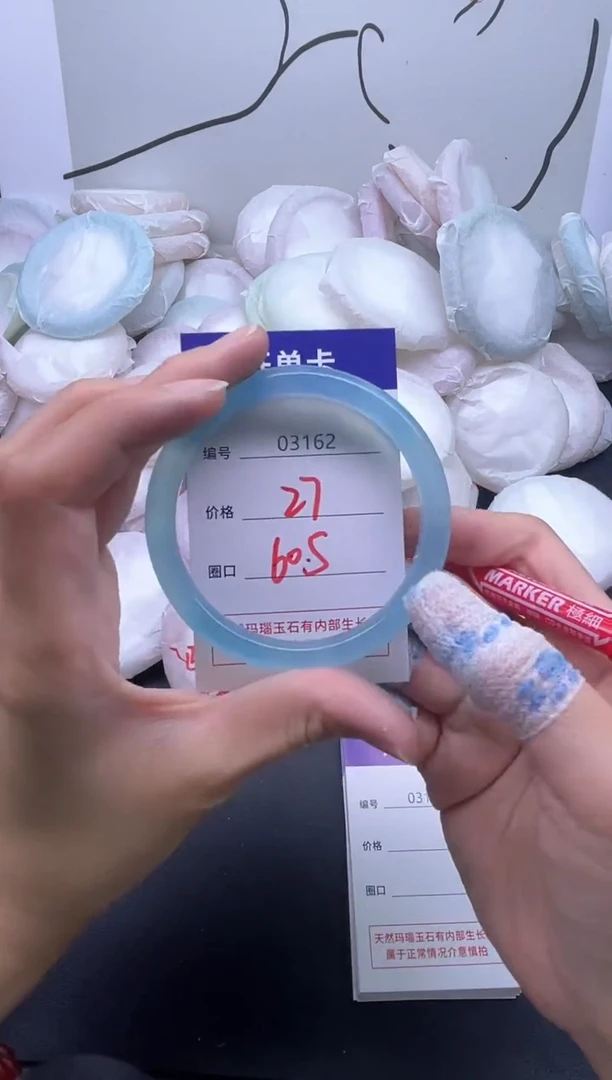 单卡
编号 03162
价格 27
圈口 60.5
玛瑙玉石有内部生长
MARKER 極細
编号 031
价格
圈口
天然玛瑙玉石有内部生长
属于正常情况介意慎拍